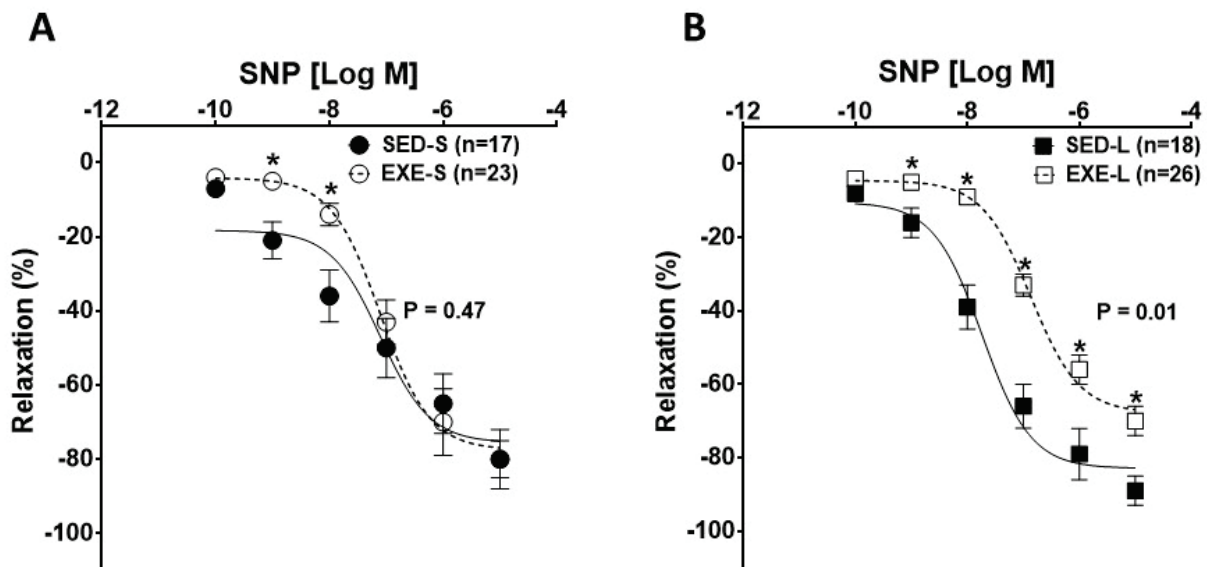 A
SNP [Log M]
-12 -10 -8 -6 -4
SED-S (n=17)
EXE-S (n=23)
0
-20
-40
-60
-80
-100
Relaxation (%)
*
*
P = 0.47
B
SNP [Log M]
-12 -10 -8 -6 -4
SED-L (n=18)
EXE-L (n=26)
0
-20
-40
-60
-80
-100
Relaxation (%)
*
*
*
P = 0.01
*
*